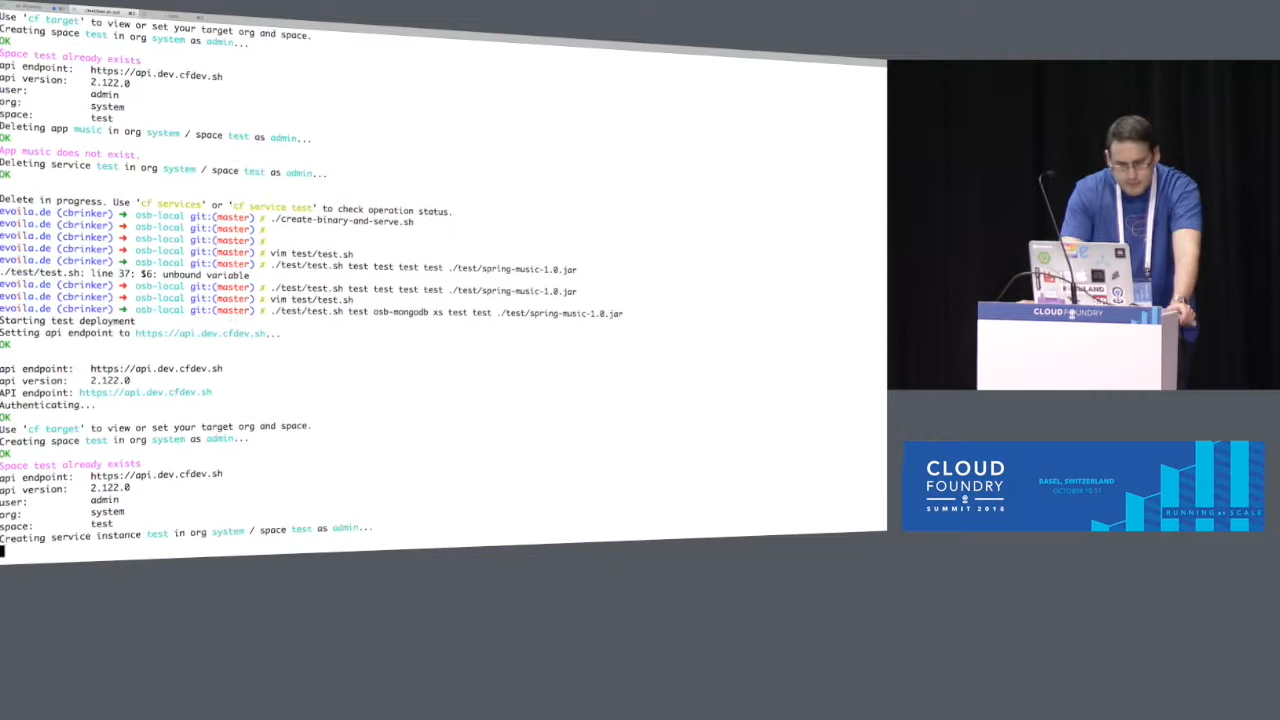 Use 'cf target' to view or set your target org and space.
Creating space test in org system as admin...
OK
Space test already exists
api endpoint:   https://api.dev.cfdev.sh
api version:    2.122.0
user:           admin
org:            system
space:          test
Deleting app music in org system / space test as admin...
OK
App music does not exist.
Deleting service test in org system / space test as admin...
OK
Delete in progress. Use 'cf services' or 'cf service test' to check operation status.
evoila.de (cbrinker) ➜ osb-local git:(master) ✗ ./create-binary-and-serve.sh
evoila.de (cbrinker) ➜ osb-local git:(master) ✗
evoila.de (cbrinker) ➜ osb-local git:(master) ✗
evoila.de (cbrinker) ➜ osb-local git:(master) ✗ vim test/test.sh
evoila.de (cbrinker) ➜ osb-local git:(master) ✗ ./test/test.sh test test test test ./test/spring-music-1.0.jar
./test/test.sh: line 37: $6: unbound variable
evoila.de (cbrinker) ➜ osb-local git:(master) ✗ ./test/test.sh test test test test ./test/spring-music-1.0.jar
evoila.de (cbrinker) ➜ osb-local git:(master) ✗ vim test/test.sh
evoila.de (cbrinker) ➜ osb-local git:(master) ✗ ./test/test.sh test osb-mongodb xs test test ./test/spring-music-1.0.jar
Starting test deployment
Setting api endpoint to https://api.dev.cfdev.sh...
OK
api endpoint:   https://api.dev.cfdev.sh
api version:    2.122.0
API endpoint: https://api.dev.cfdev.sh
Authenticating...
OK
Use 'cf target' to view or set your target org and space.
Creating space test in org system as admin...
OK
Space test already exists
api endpoint:   https://api.dev.cfdev.sh
api version:    2.122.0
user:           admin
org:            system
space:          test
Creating service instance test in org system / space test as admin...
CLOUD FOUNDRY
CLOUD
FOUNDRY
SUMMIT 2018
BASEL, SWITZERLAND
OCTOBER 10-11
RUNNING AT SCALE